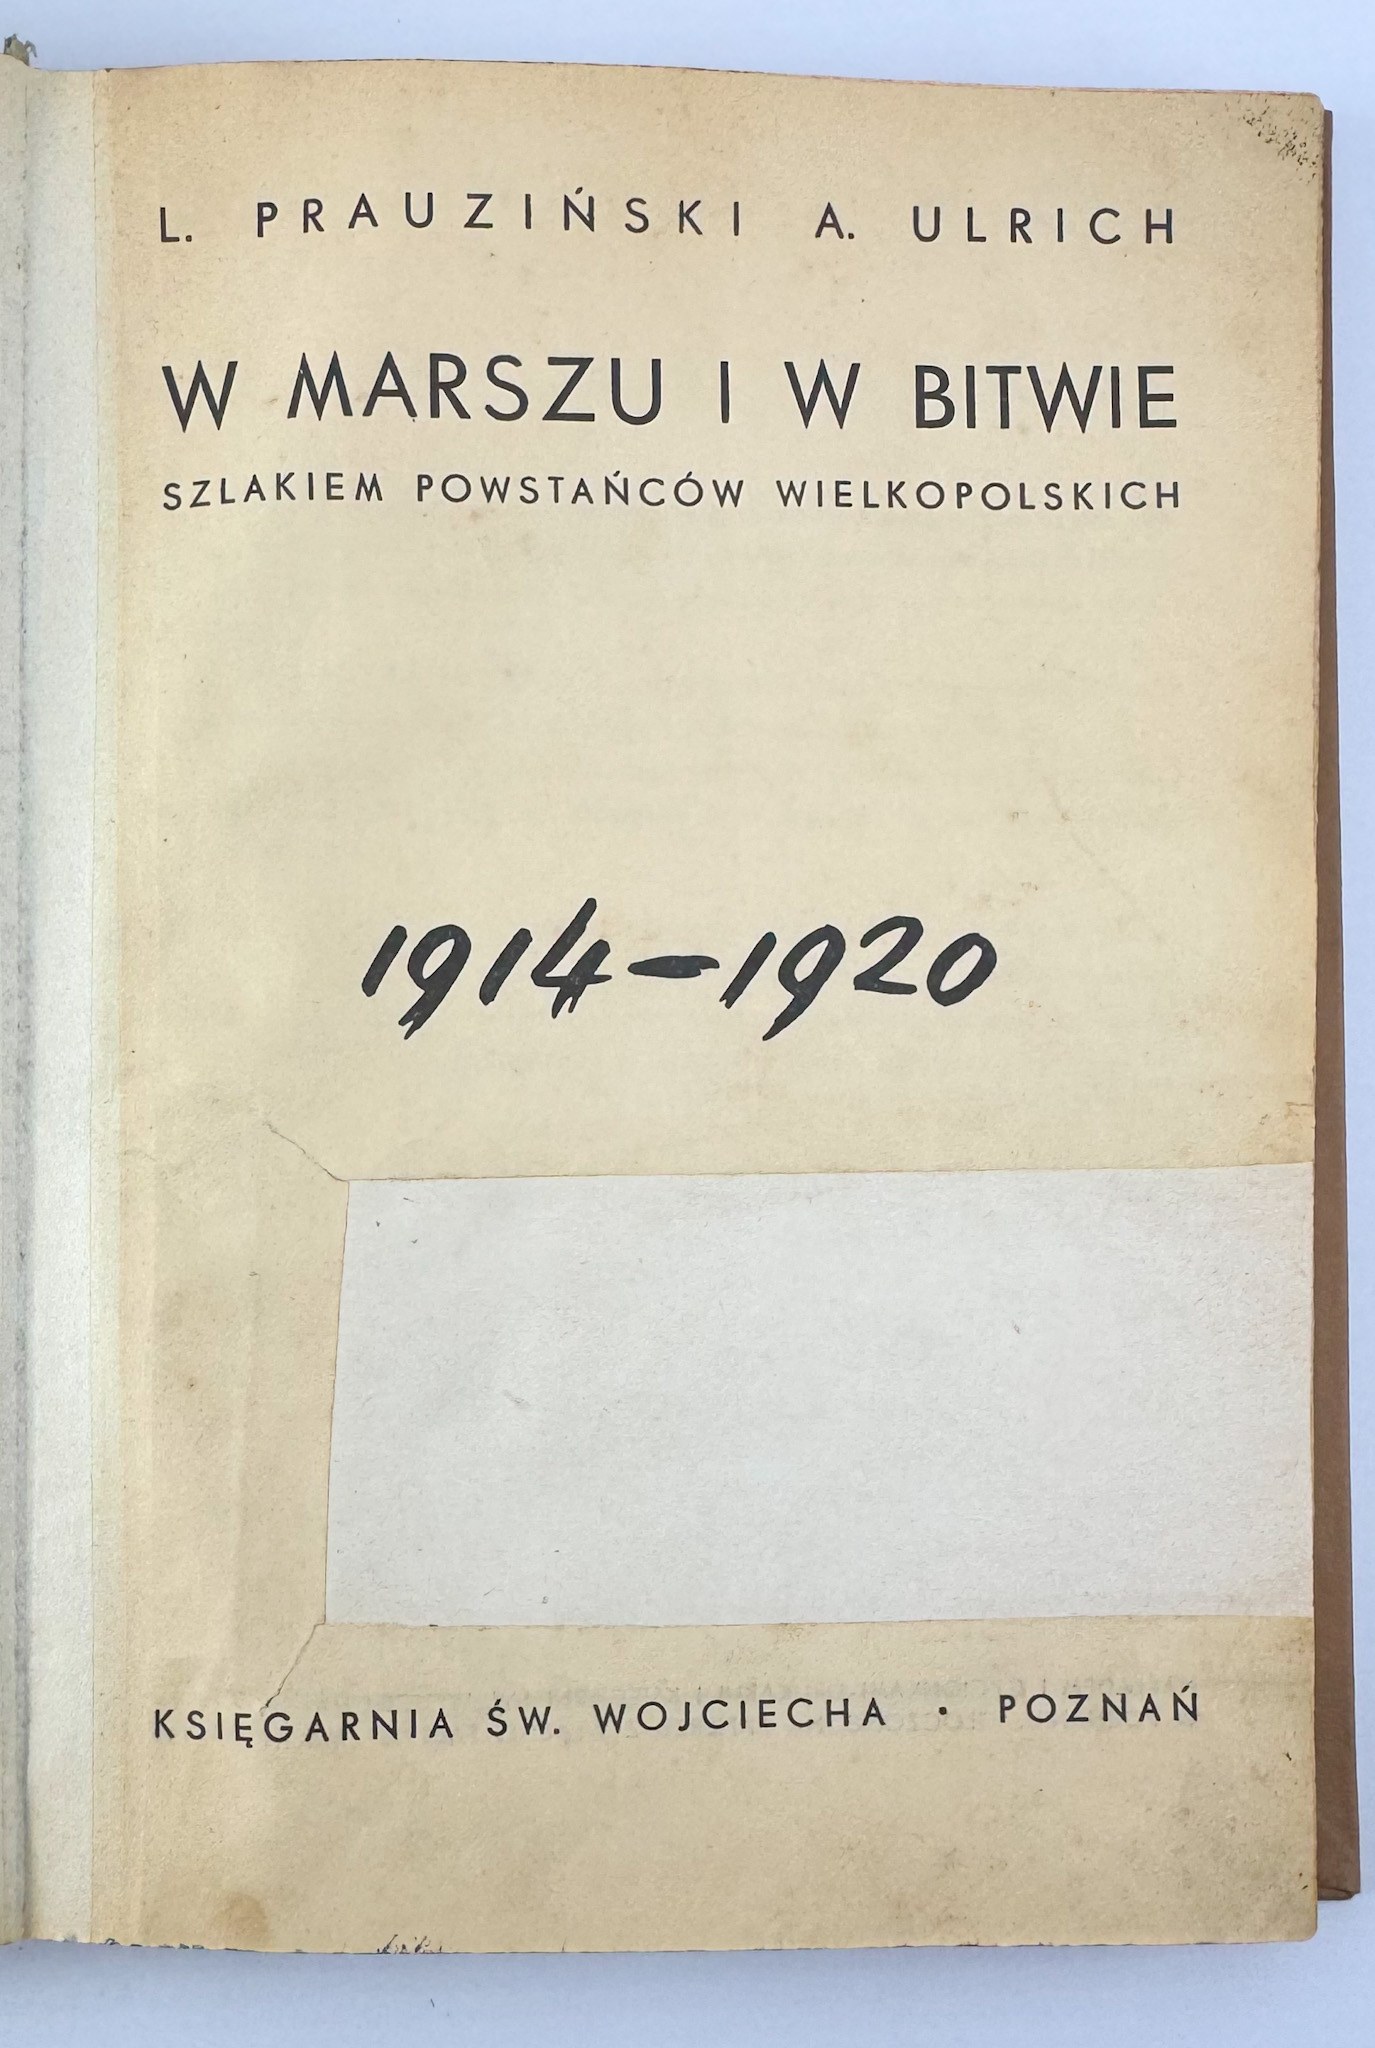 L. PRAUZIŃSKI A. ULRICH
W MARSZU I W BITWIE
SZLAKIEM POWSTAŃCÓW WIELKOPOLSKICH
1914-1920
KSIĘGARNIA ŚW. WOJCIECHA • POZNAŃ